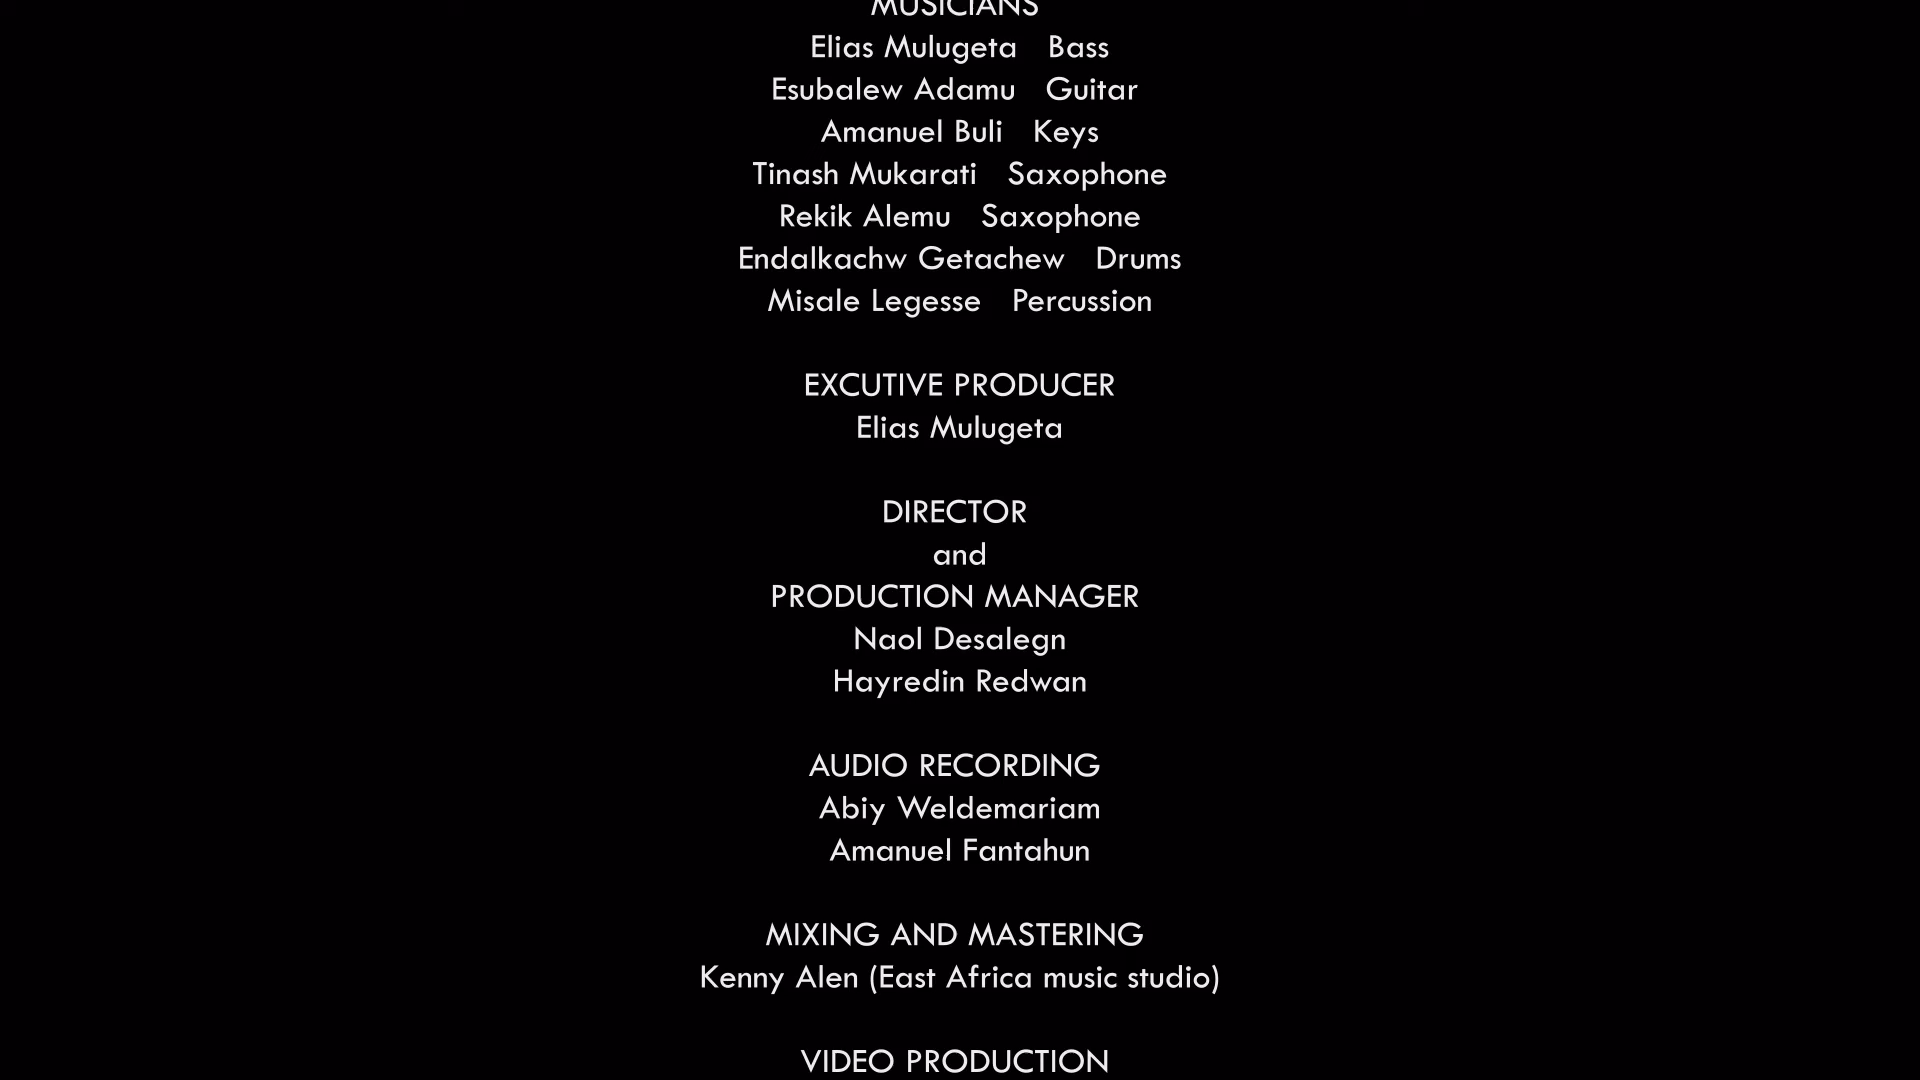 MUSICIANS
Elias Mulugeta Bass
Esubalew Adamu Guitar
Amanuel Buli Keys
Tinash Mukarati Saxophone
Rekik Alemu Saxophone
Endalkachw Getachew Drums
Misale Legesse Percussion
EXCUTIVE PRODUCER
Elias Mulugeta
DIRECTOR
and
PRODUCTION MANAGER
Naol Desalegn
Hayredin Redwan
AUDIO RECORDING
Abiy Weldemariam
Amanuel Fantahun
MIXING AND MASTERING
Kenny Alen (East Africa music studio)
VIDEO PRODUCTION